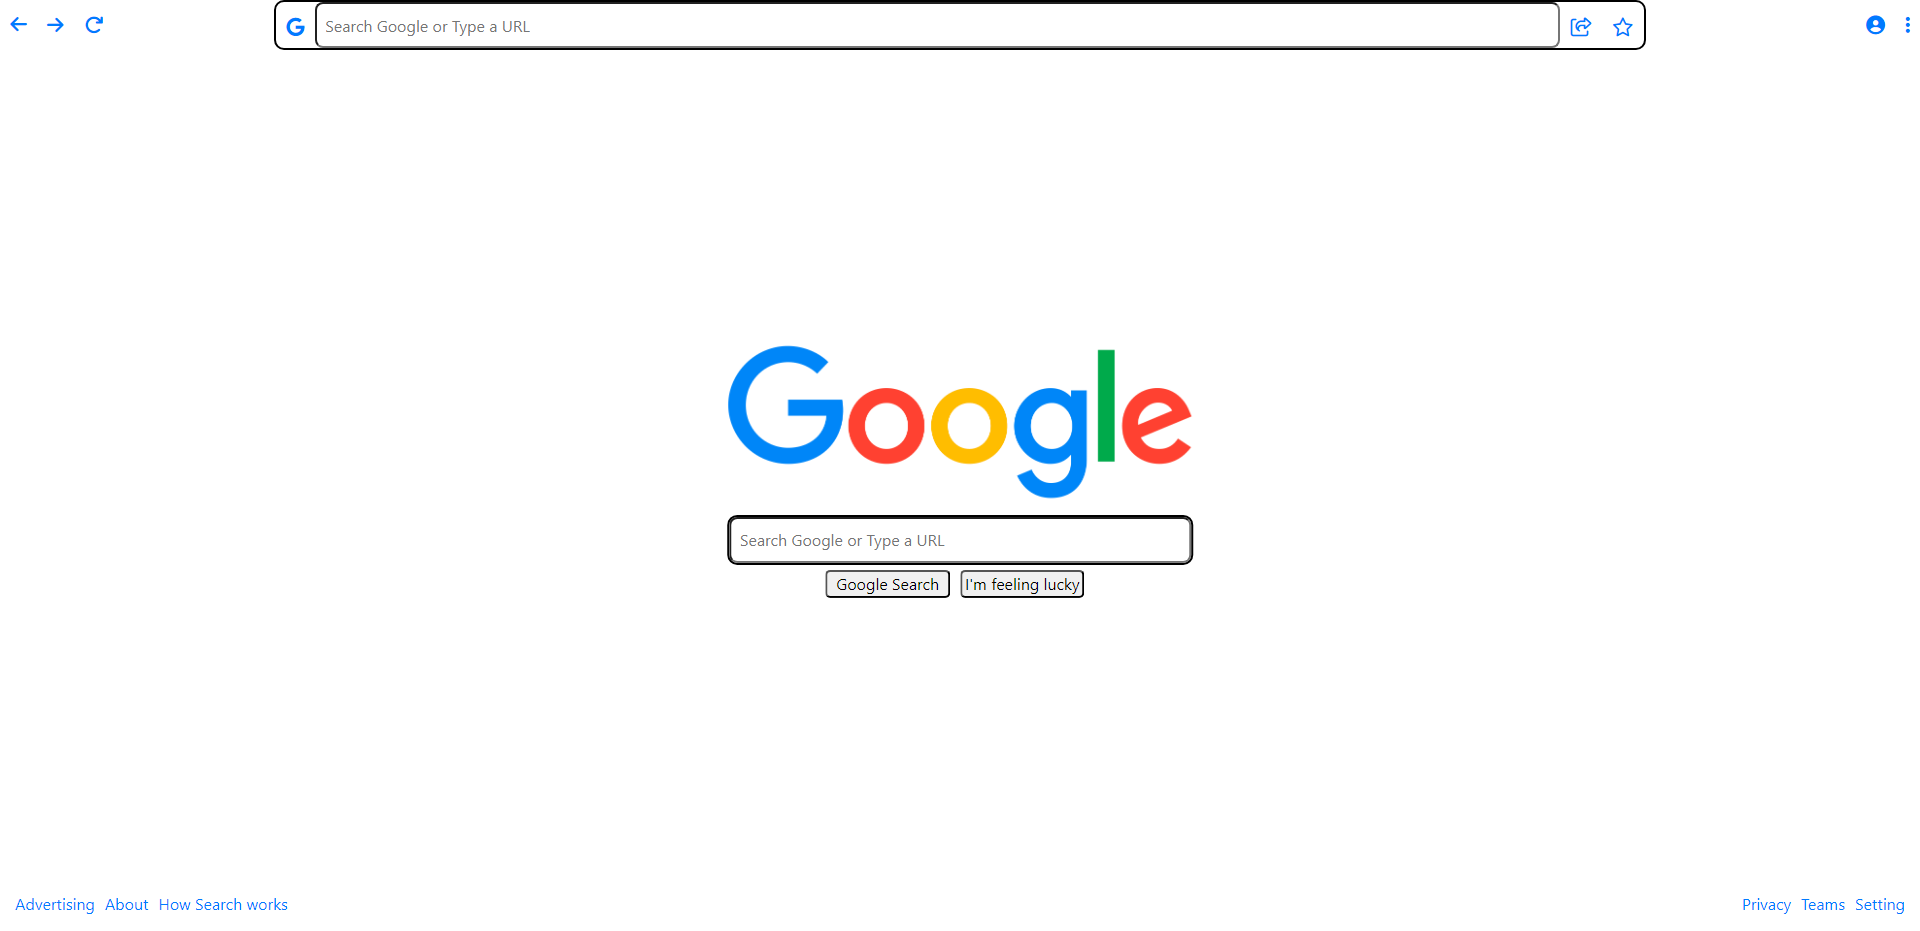 Search Google or Type a URL
Google
Search Google or Type a URL
Google Search I'm feeling lucky
Advertising About How Search works Privacy Teams Setting